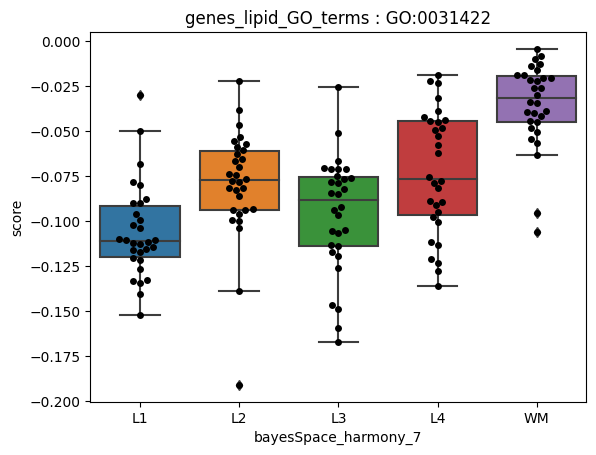 genes_lipid_GO_terms : GO:0031422
0.000
−0.025
−0.050
−0.075
−0.100
−0.125
−0.150
−0.175
−0.200
score
L1 L2 L3 L4 WM
bayesSpace_harmony_7